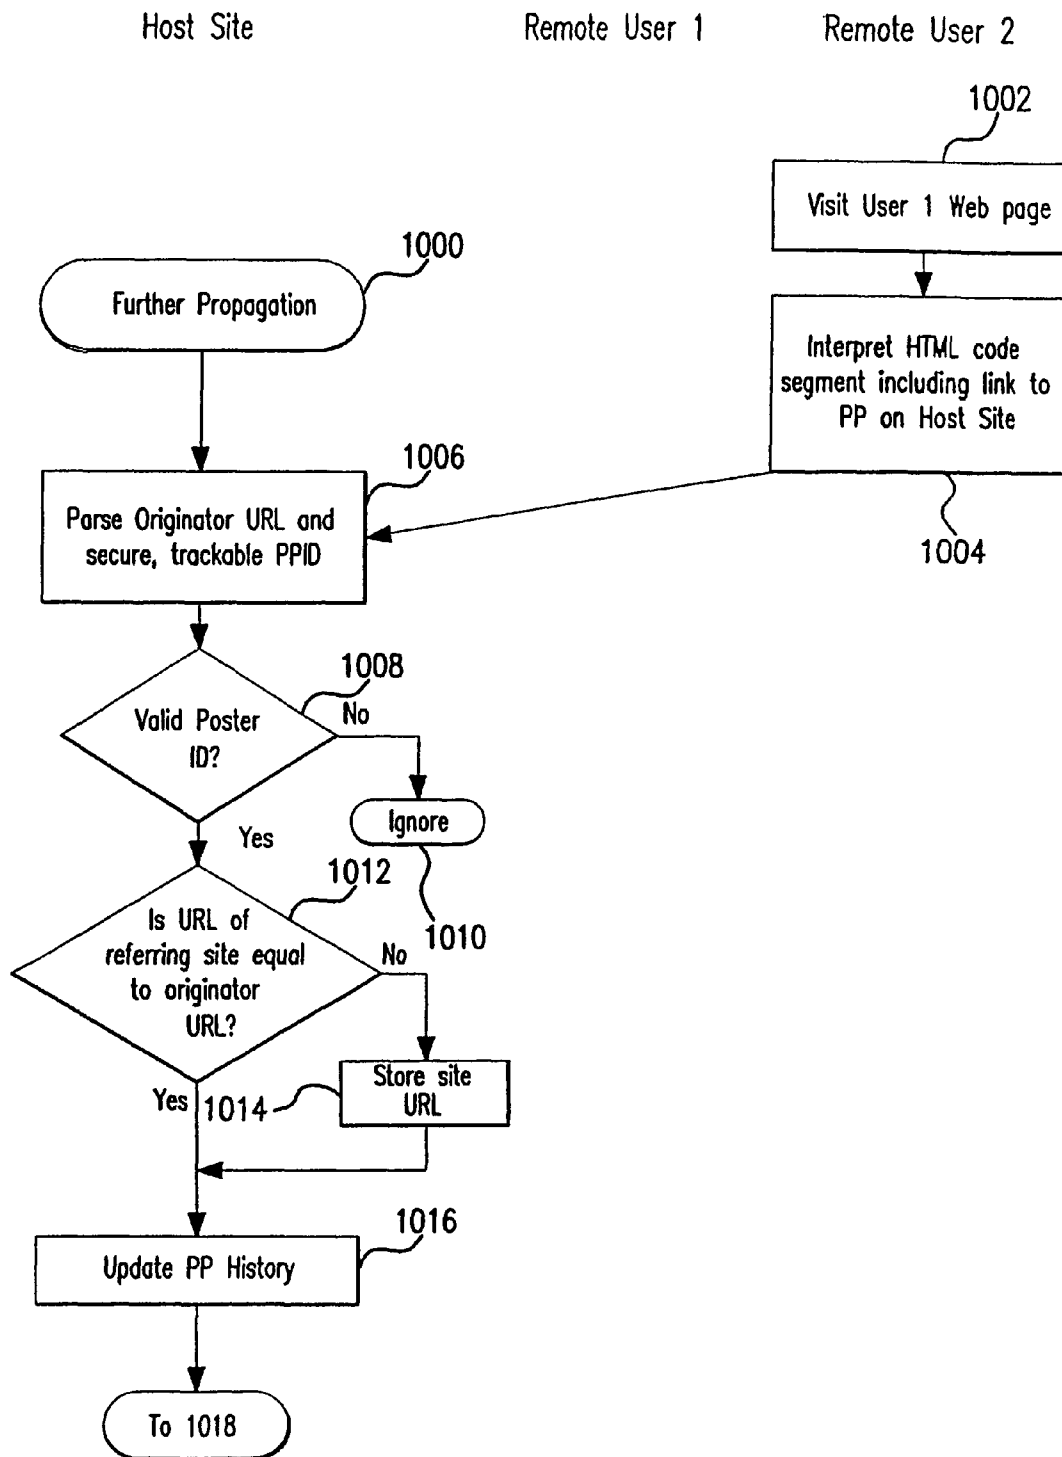 Host Site
Remote User 1
Remote User 2
1002
Visit User 1 Web page
1000
Further Propagation
Interpret HTML code
segment including link to
PP on Host Site
1004
1006
Parse Originator URL and
secure, trackable PPID
1008
Valid Poster
ID?
No
Ignore
1010
Yes
1012
Is URL of
referring site equal
to originator
URL?
No
Yes
1014
Store site
URL
1016
Update PP History
To 1018